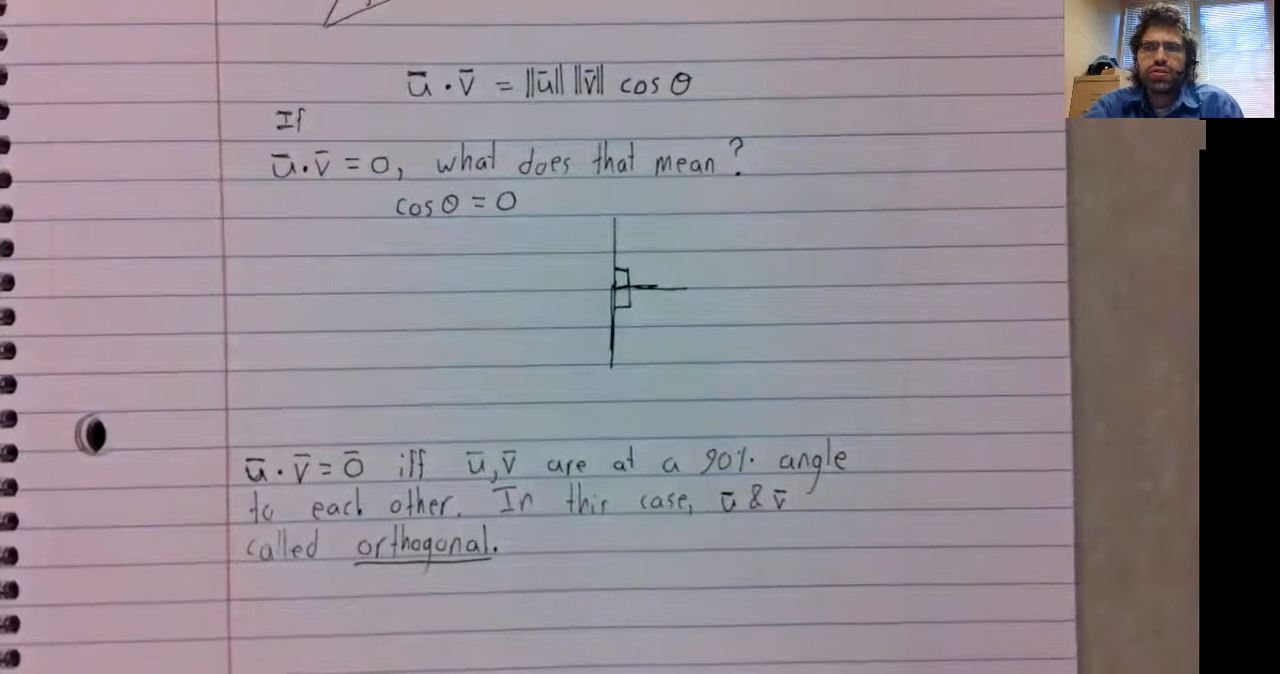 ū · v̄ = ||ū|| ||v̄|| cos θ
If
ū · v̄ = 0, what does that mean?
cos θ = 0
ū · v̄ = 0̄ iff ū, v̄ are at a 90% angle
to each other. In this case, ū & v̄
called orthogonal.